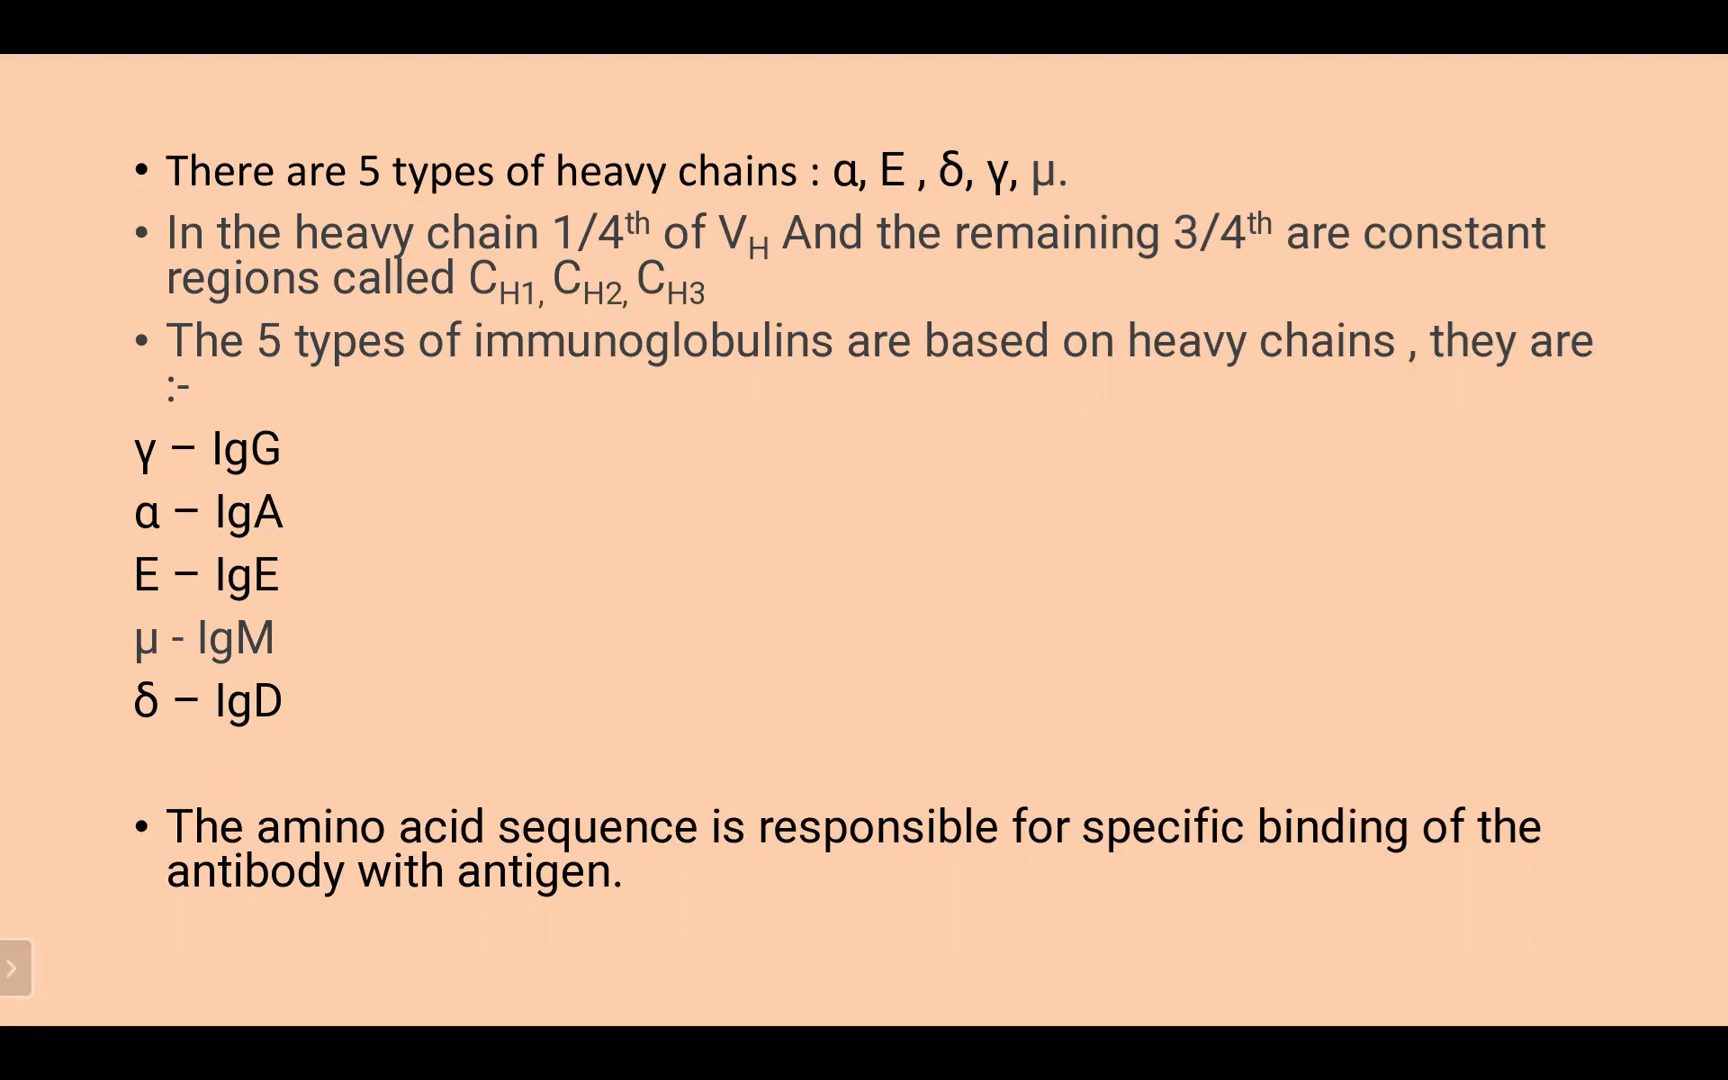 • There are 5 types of heavy chains : α, E , δ, γ, μ.
• In the heavy chain 1/4th of VH And the remaining 3/4th are constant
regions called CH1, CH2, CH3
• The 5 types of immunoglobulins are based on heavy chains , they are
:-
γ – IgG
α – IgA
E – IgE
μ - IgM
δ – IgD
• The amino acid sequence is responsible for specific binding of the
antibody with antigen.